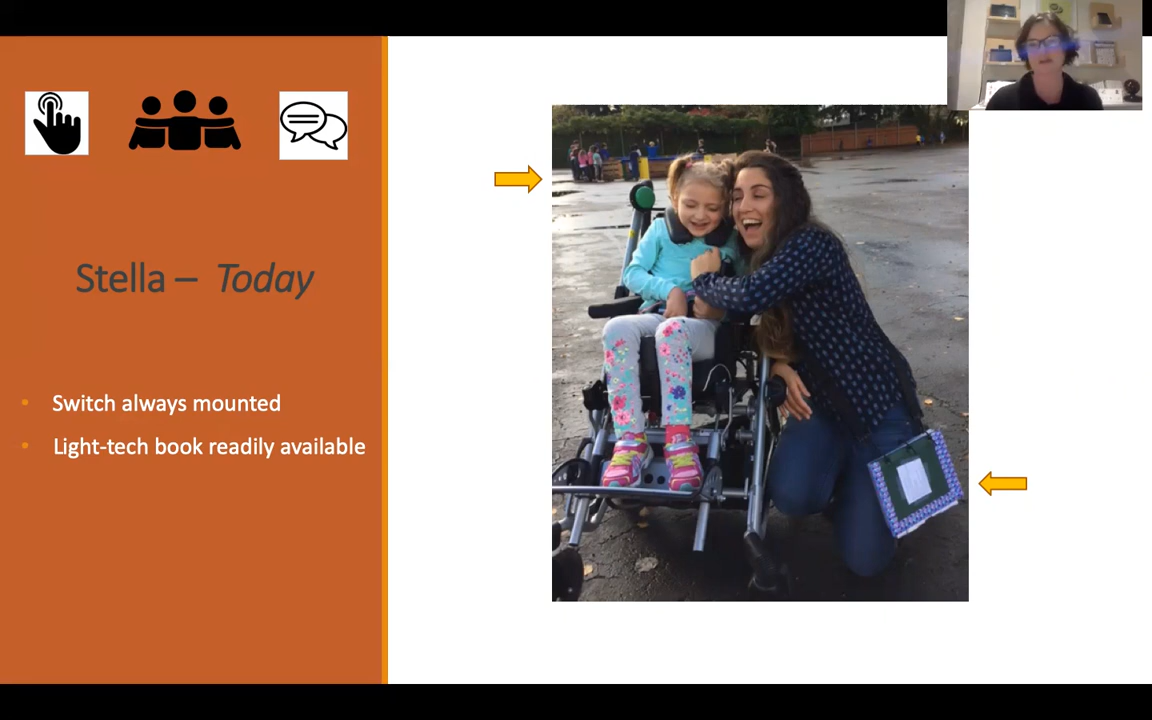 Stella – Today
Switch always mounted
Light-tech book readily available